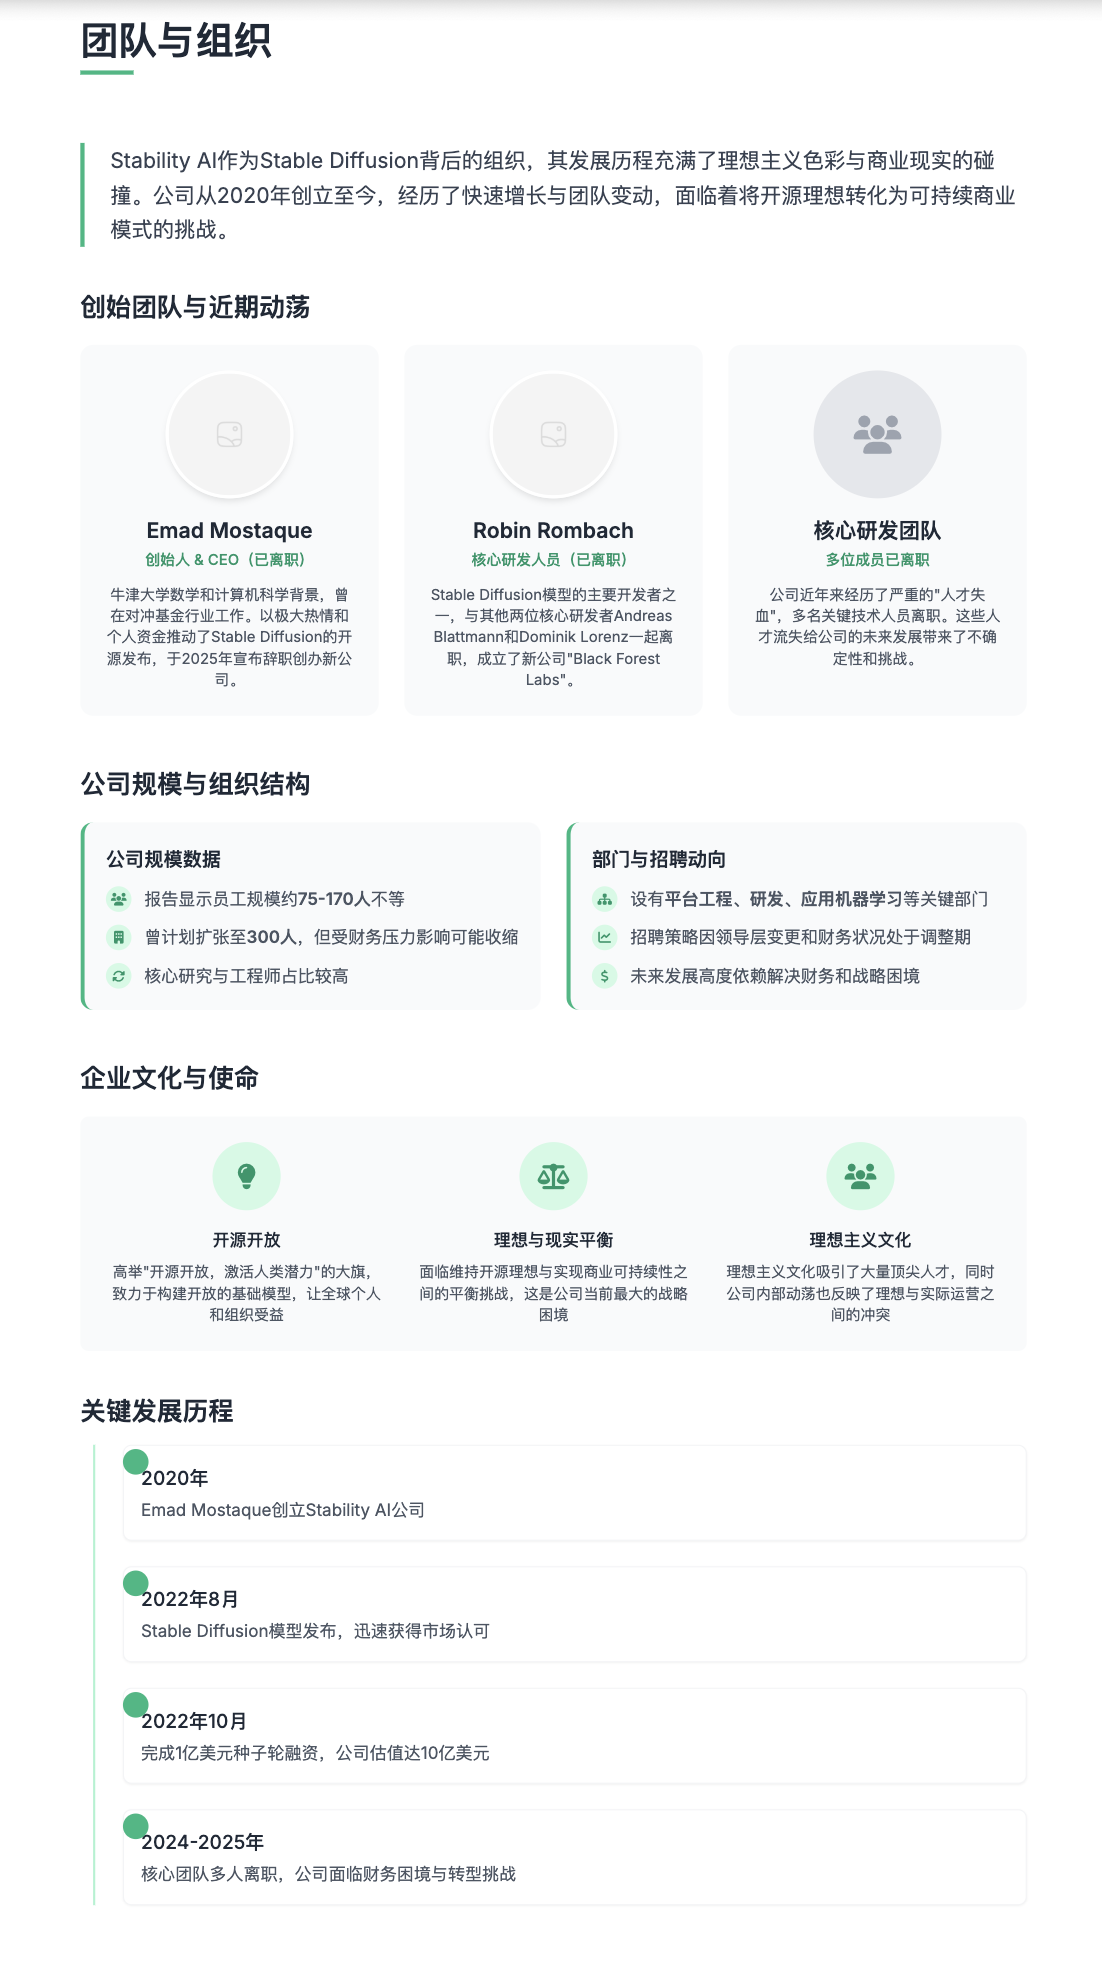 团队与组织
Stability AI作为Stable Diffusion背后的组织，其发展历程充满了理想主义色彩与商业现实的碰
撞。公司从2020年创立至今，经历了快速增长与团队变动，面临着将开源理想转化为可持续商业
模式的挑战。
创始团队与近期动荡
Emad Mostaque
创始人 & CEO（已离职）
牛津大学数学和计算机科学背景，曾
在对冲基金行业工作。以极大热情和
个人资金推动了Stable Diffusion的开
源发布，于2025年宣布辞职创办新公
司。
Robin Rombach
核心研发人员（已离职）
Stable Diffusion模型的主要开发者之
一，与其他两位核心研发者Andreas
Blattmann和Dominik Lorenz一起离
职，成立了新公司"Black Forest
Labs"。
核心研发团队
多位成员已离职
公司近年来经历了严重的"人才失
血"，多名关键技术人员离职。这些人
才流失给公司的未来发展带来了不确
定性和挑战。
公司规模与组织结构
公司规模数据
报告显示员工规模约75-170人不等
曾计划扩张至300人，但受财务压力影响可能收缩
核心研究与工程师占比较高
部门与招聘动向
设有平台工程、研发、应用机器学习等关键部门
招聘策略因领导层变更和财务状况处于调整期
未来发展高度依赖解决财务和战略困境
企业文化与使命
开源开放
高举"开源开放，激活人类潜力"的大旗，
致力于构建开放的基础模型，让全球个人
和组织受益
理想与现实平衡
面临维持开源理想与实现商业可持续性之
间的平衡挑战，这是公司当前最大的战略
困境
理想主义文化
理想主义文化吸引了大量顶尖人才，同时
公司内部动荡也反映了理想与实际运营之
间的冲突
关键发展历程
2020年
Emad Mostaque创立Stability AI公司
2022年8月
Stable Diffusion模型发布，迅速获得市场认可
2022年10月
完成1亿美元种子轮融资，公司估值达10亿美元
2024-2025年
核心团队多人离职，公司面临财务困境与转型挑战